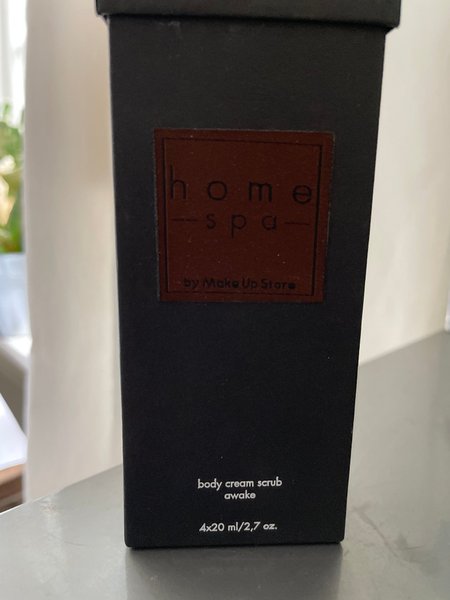 home
spa
by Make Up Store
body cream scrub
awake
4x20 ml/2,7 oz.